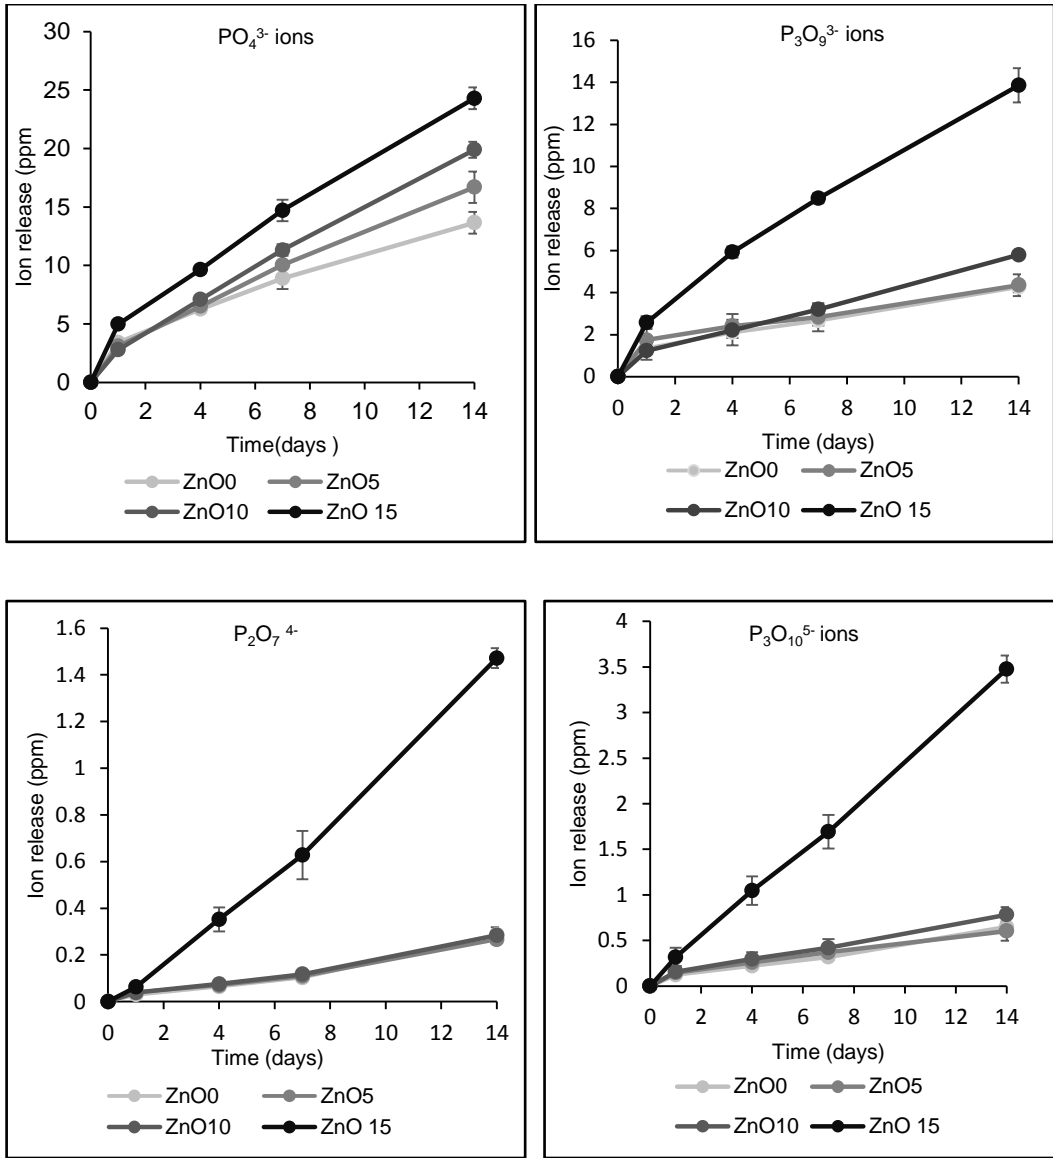 PO₄³⁻ ions
30
25
20
15
10
5
0
Ion release (ppm
0 2 4 6 8 10 12 14
Time(days )
ZnO0 ZnO5
ZnO10 ZnO 15
P₃O₉³⁻ ions
16
14
12
10
8
6
4
2
0
Ion release (ppm)
0 2 4 6 8 10 12 14
Time (days)
ZnO0 ZnO5
ZnO10 ZnO 15
P₂O₇ ⁴⁻
1.6
1.4
1.2
1
0.8
0.6
0.4
0.2
0
Ion release (ppm)
0 2 4 6 8 10 12 14
Time (days)
ZnO0 ZnO5
ZnO10 ZnO 15
P₃O₁₀⁵⁻ ions
4
3.5
3
2.5
2
1.5
1
0.5
0
Ion release (ppm)
0 2 4 6 8 10 12 14
Time (days)
ZnO0 ZnO5
ZnO10 ZnO 15